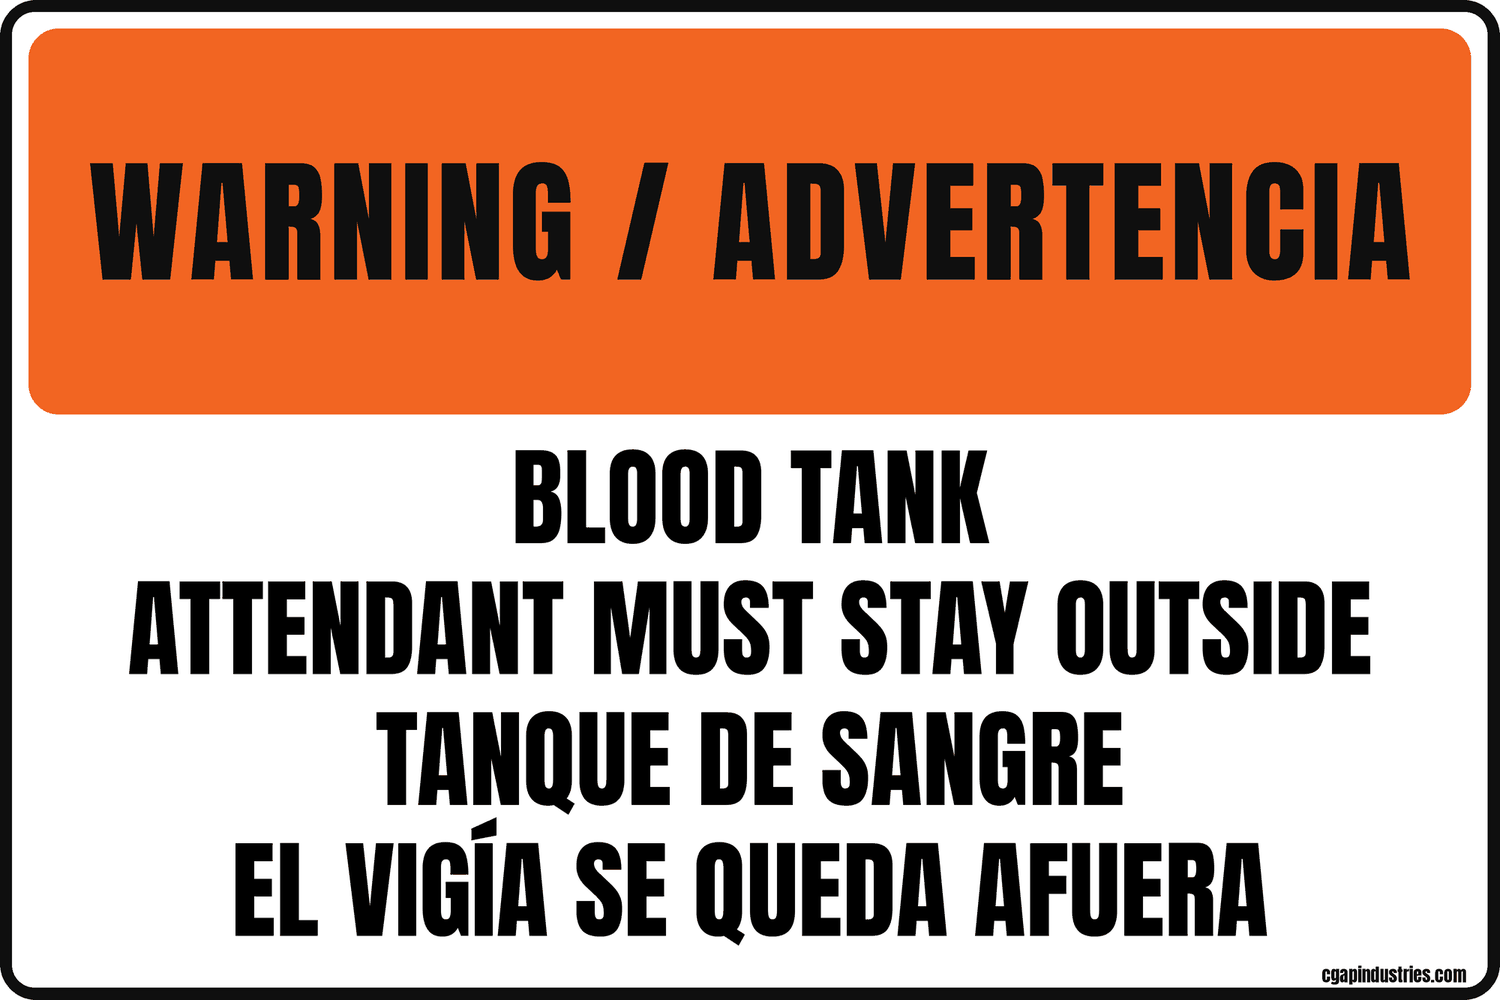 WARNING / ADVERTENCIA
BLOOD TANK
ATTENDANT MUST STAY OUTSIDE
TANQUE DE SANGRE
EL VIGÍA SE QUEDA AFUERA
cgapindustries.com